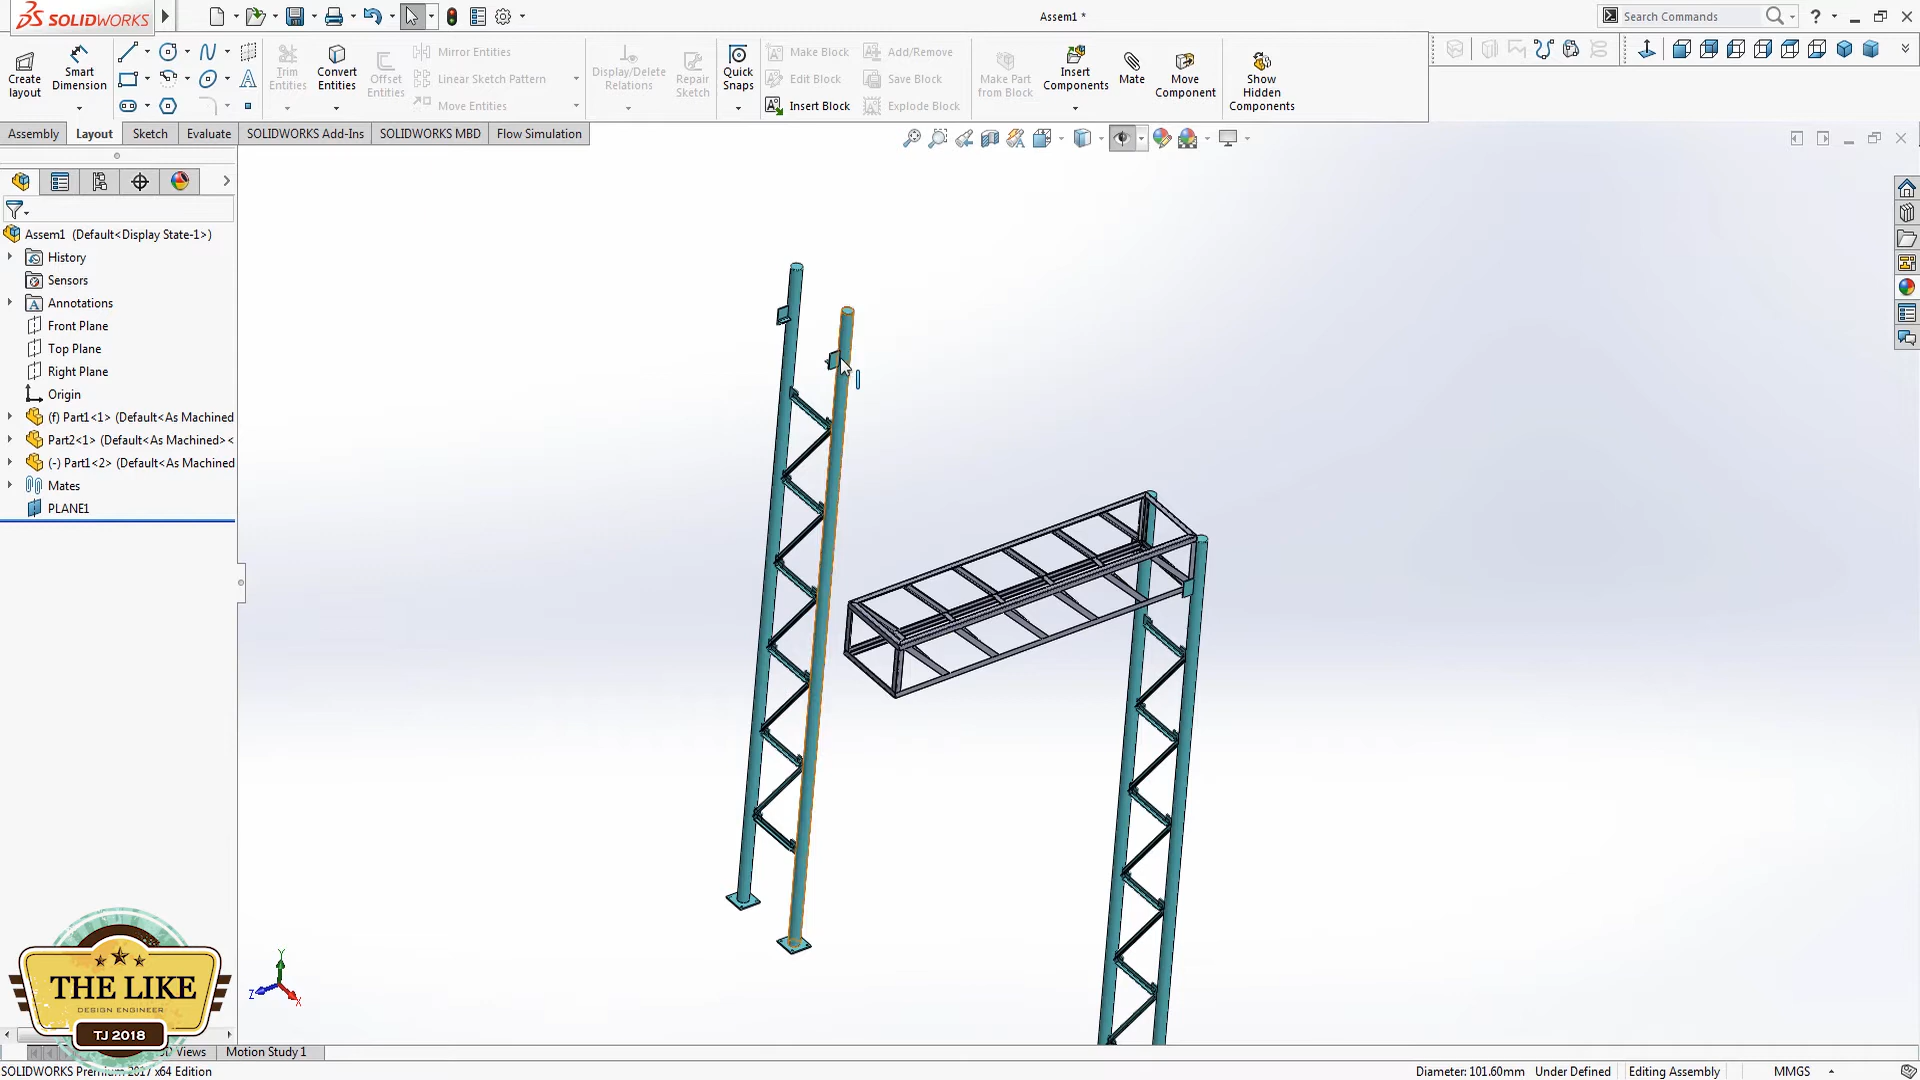 SOLIDWORKS
Assem1 *
Search Commands
?
Create layout
Smart Dimension
Trim Entities
Convert Entities
Offset Entities
Mirror Entities
Linear Sketch Pattern
Move Entities
Display/Delete Relations
Repair Sketch
Quick Snaps
Make Block
Edit Block
Insert Block
Add/Remove
Save Block
Explode Block
Make Part from Block
Insert Components
Mate
Move Component
Show Hidden Components
Assembly
Layout
Sketch
Evaluate
SOLIDWORKS Add-Ins
SOLIDWORKS MBD
Flow Simulation
Assem1 (Default<Display State-1>)
History
Sensors
Annotations
Front Plane
Top Plane
Right Plane
Origin
(f) Part1<1> (Default<As Machined
Part2<1> (Default<As Machined><
(-) Part1<2> (Default<As Machined
Mates
PLANE1
Y
Z
X
THE LIKE
DESIGN ENGINEER
TJ 2018
D Views
Motion Study 1
SOLIDWORKS Premium 2017 x64 Edition
Diameter: 101.60mm
Under Defined
Editing Assembly
MMGS